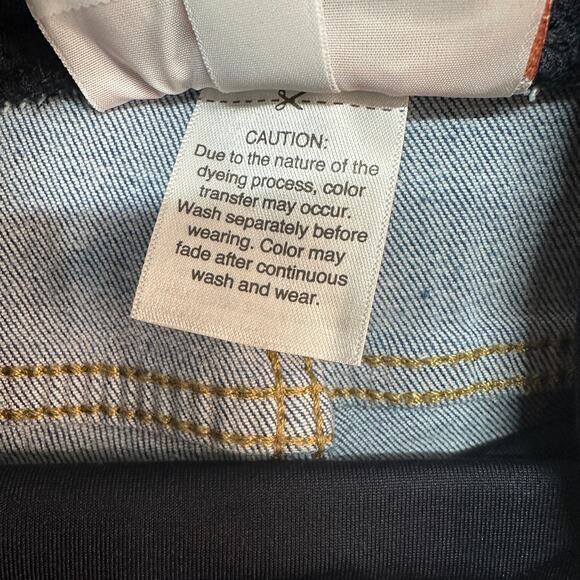 CAUTION:
Due to the nature of the
dyeing process, color
transfer may occur.
Wash separately before
wearing. Color may
fade after continuous
wash and wear.